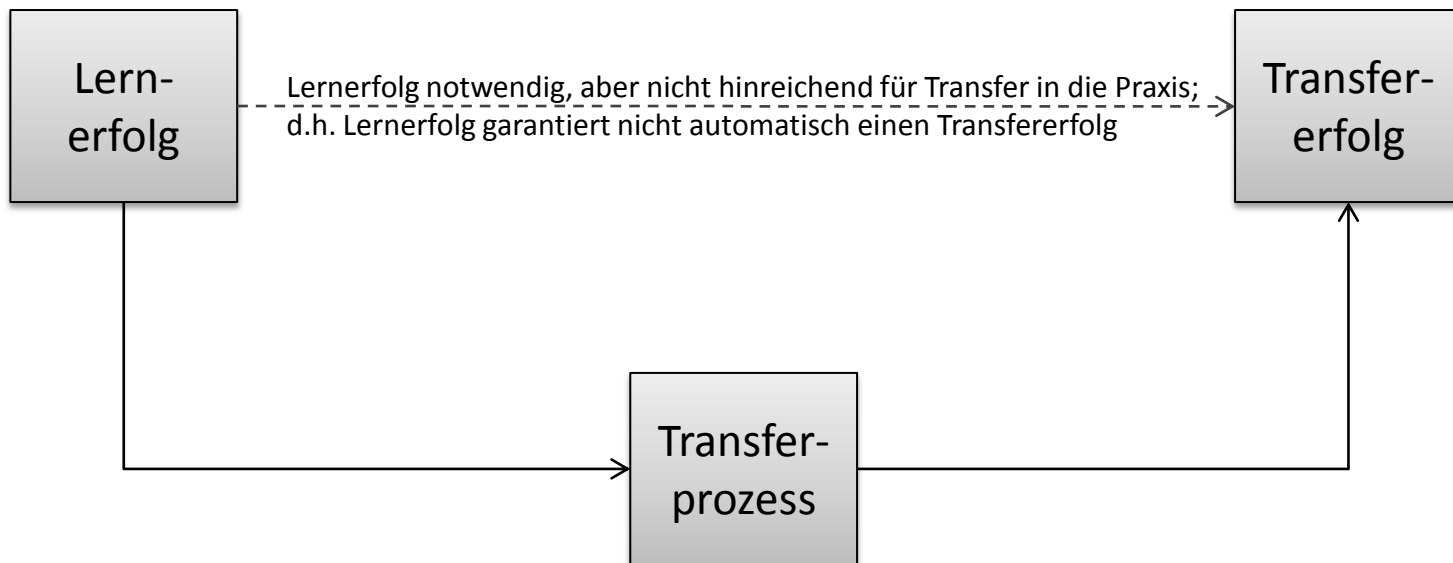 Lern-
erfolg
Lernerfolg notwendig, aber nicht hinreichend für Transfer in die Praxis;
d.h. Lernerfolg garantiert nicht automatisch einen Transfererfolg
Transfer-
erfolg
Transfer-
prozess